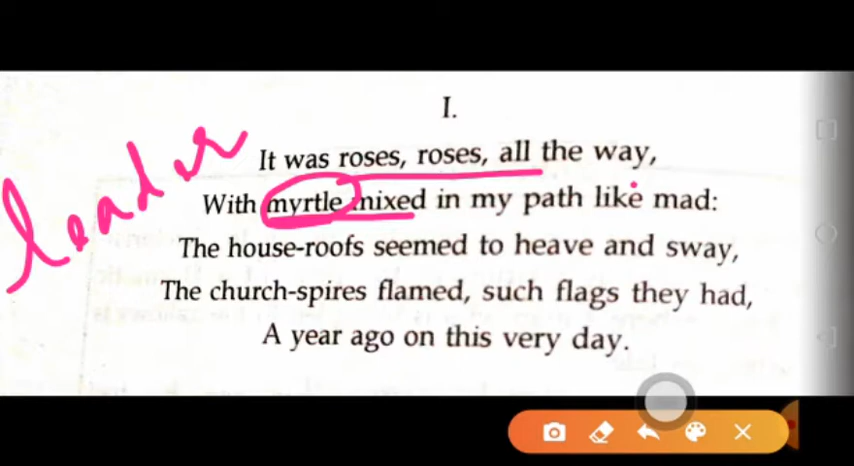 I.
leader
It was roses, roses, all the way,
With myrtle mixed in my path like mad:
The house-roofs seemed to heave and sway,
The church-spires flamed, such flags they had,
A year ago on this very day.